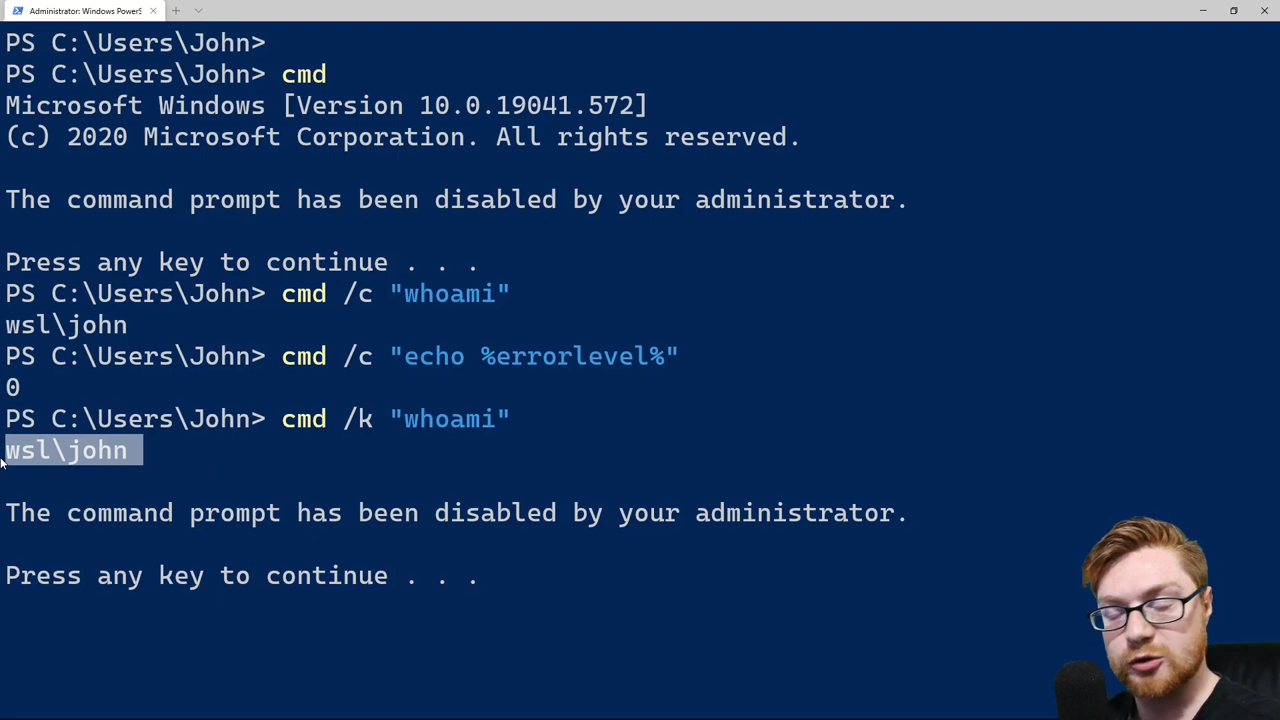 Administrator: Windows PowerS
PS C:\Users\John>
PS C:\Users\John> cmd
Microsoft Windows [Version 10.0.19041.572]
(c) 2020 Microsoft Corporation. All rights reserved.
The command prompt has been disabled by your administrator.
Press any key to continue . . .
PS C:\Users\John> cmd /c "whoami"
wsl\john
PS C:\Users\John> cmd /c "echo %errorlevel%"
0
PS C:\Users\John> cmd /k "whoami"
wsl\john
The command prompt has been disabled by your administrator.
Press any key to continue . . .